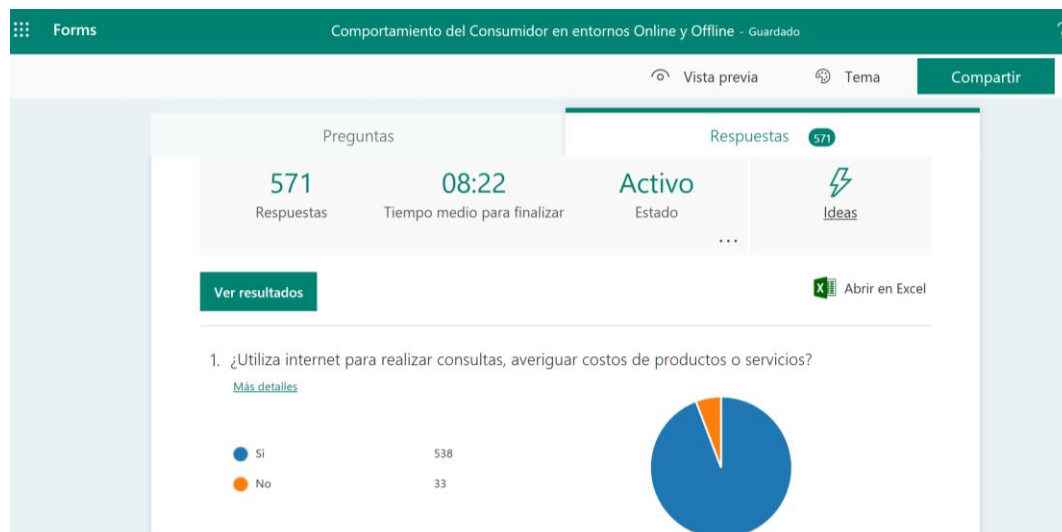 Forms
Comportamiento del Consumidor en entornos Online y Offline - Guardado
?
Vista previa
Tema
Compartir
Preguntas
Respuestas 571
571
Respuestas
08:22
Tiempo medio para finalizar
Activo
Estado
...
Ideas
Ver resultados
Abrir en Excel
1. ¿Utiliza internet para realizar consultas, averiguar costos de productos o servicios?
Más detalles
Si 538
No 33